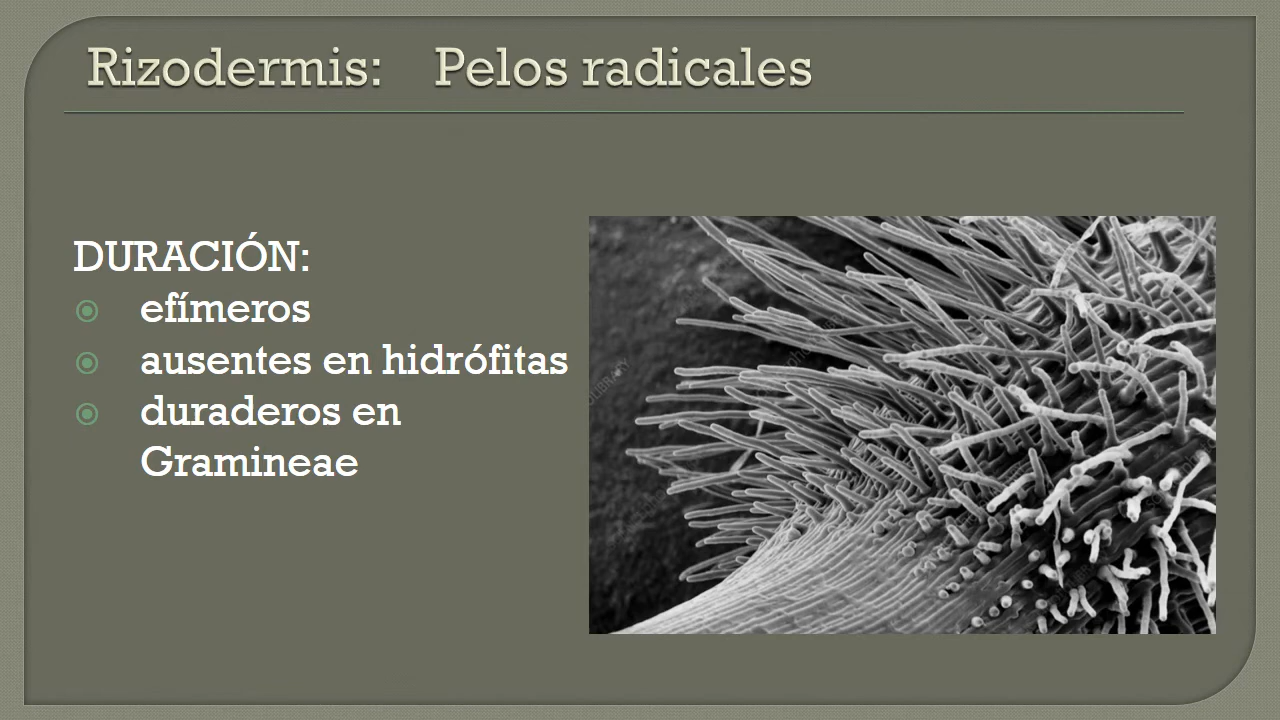 Rizodermis: Pelos radicales
DURACIÓN:
efímeros
ausentes en hidrófitas
duraderos en
Gramineae